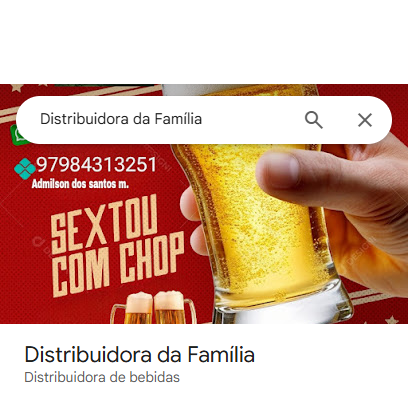 Distribuidora da Família
97984313251
Admilson dos santos m.
SEXTOU
COM CHOP
Distribuidora da Família
Distribuidora de bebidas